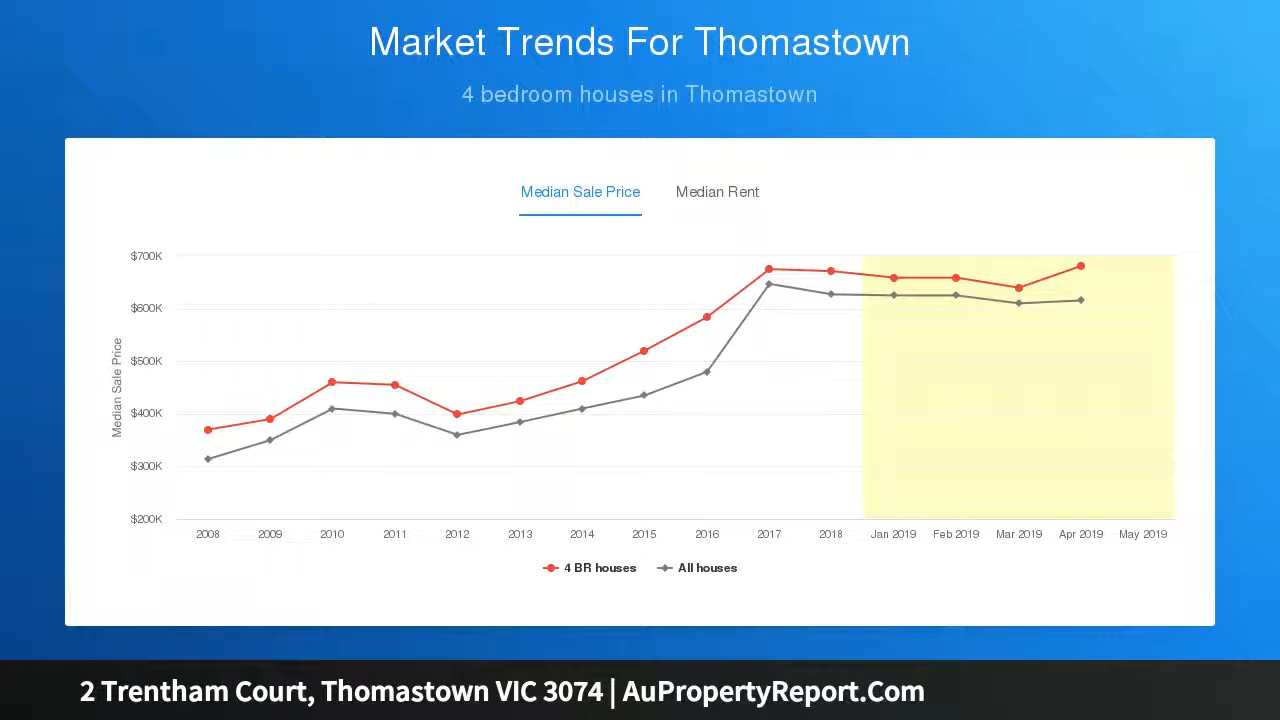 Market Trends For Thomastown
4 bedroom houses in Thomastown
Median Sale Price Median Rent
Median Sale Price
$700K
$600K
$500K
$400K
$300K
$200K
2008 2009 2010 2011 2012 2013 2014 2015 2016 2017 2018 Jan 2019 Feb 2019 Mar 2019 Apr 2019 May 2019
4 BR houses All houses
2 Trentham Court, Thomastown VIC 3074 | AuPropertyReport.Com